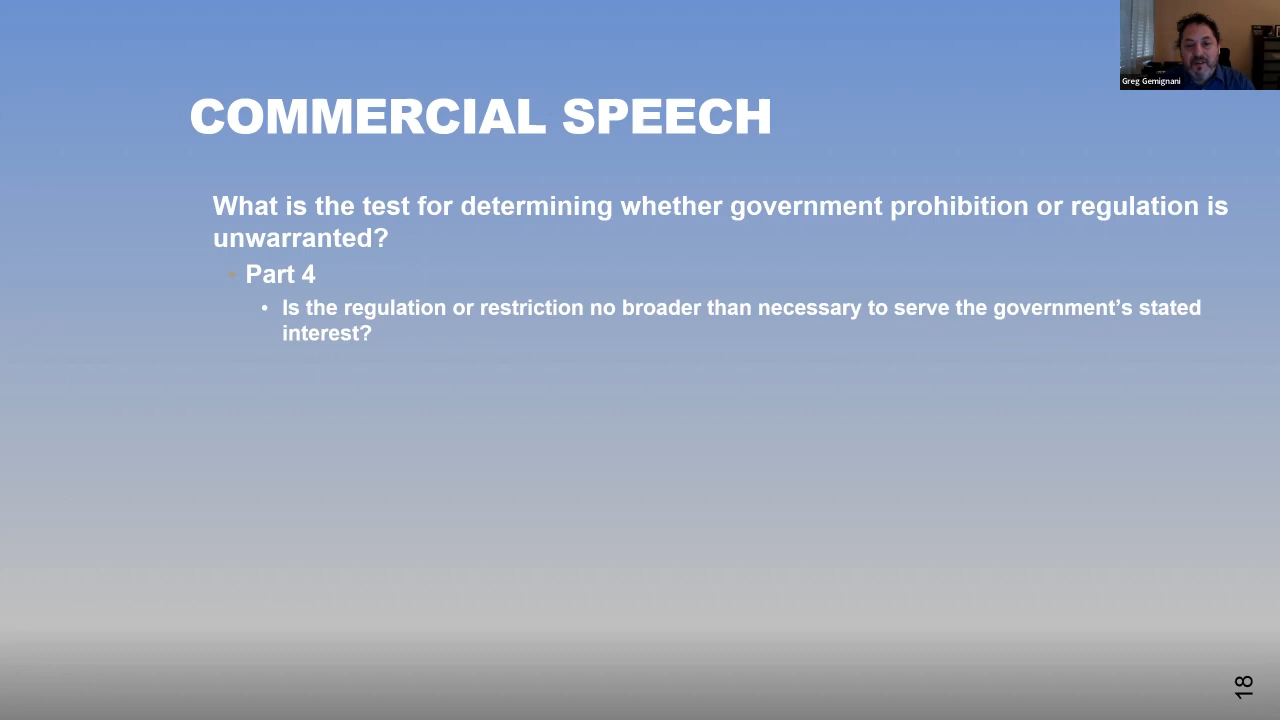 Greg Gemignani
COMMERCIAL SPEECH
What is the test for determining whether government prohibition or regulation is
unwarranted?
• Part 4
• Is the regulation or restriction no broader than necessary to serve the government’s stated
interest?
18